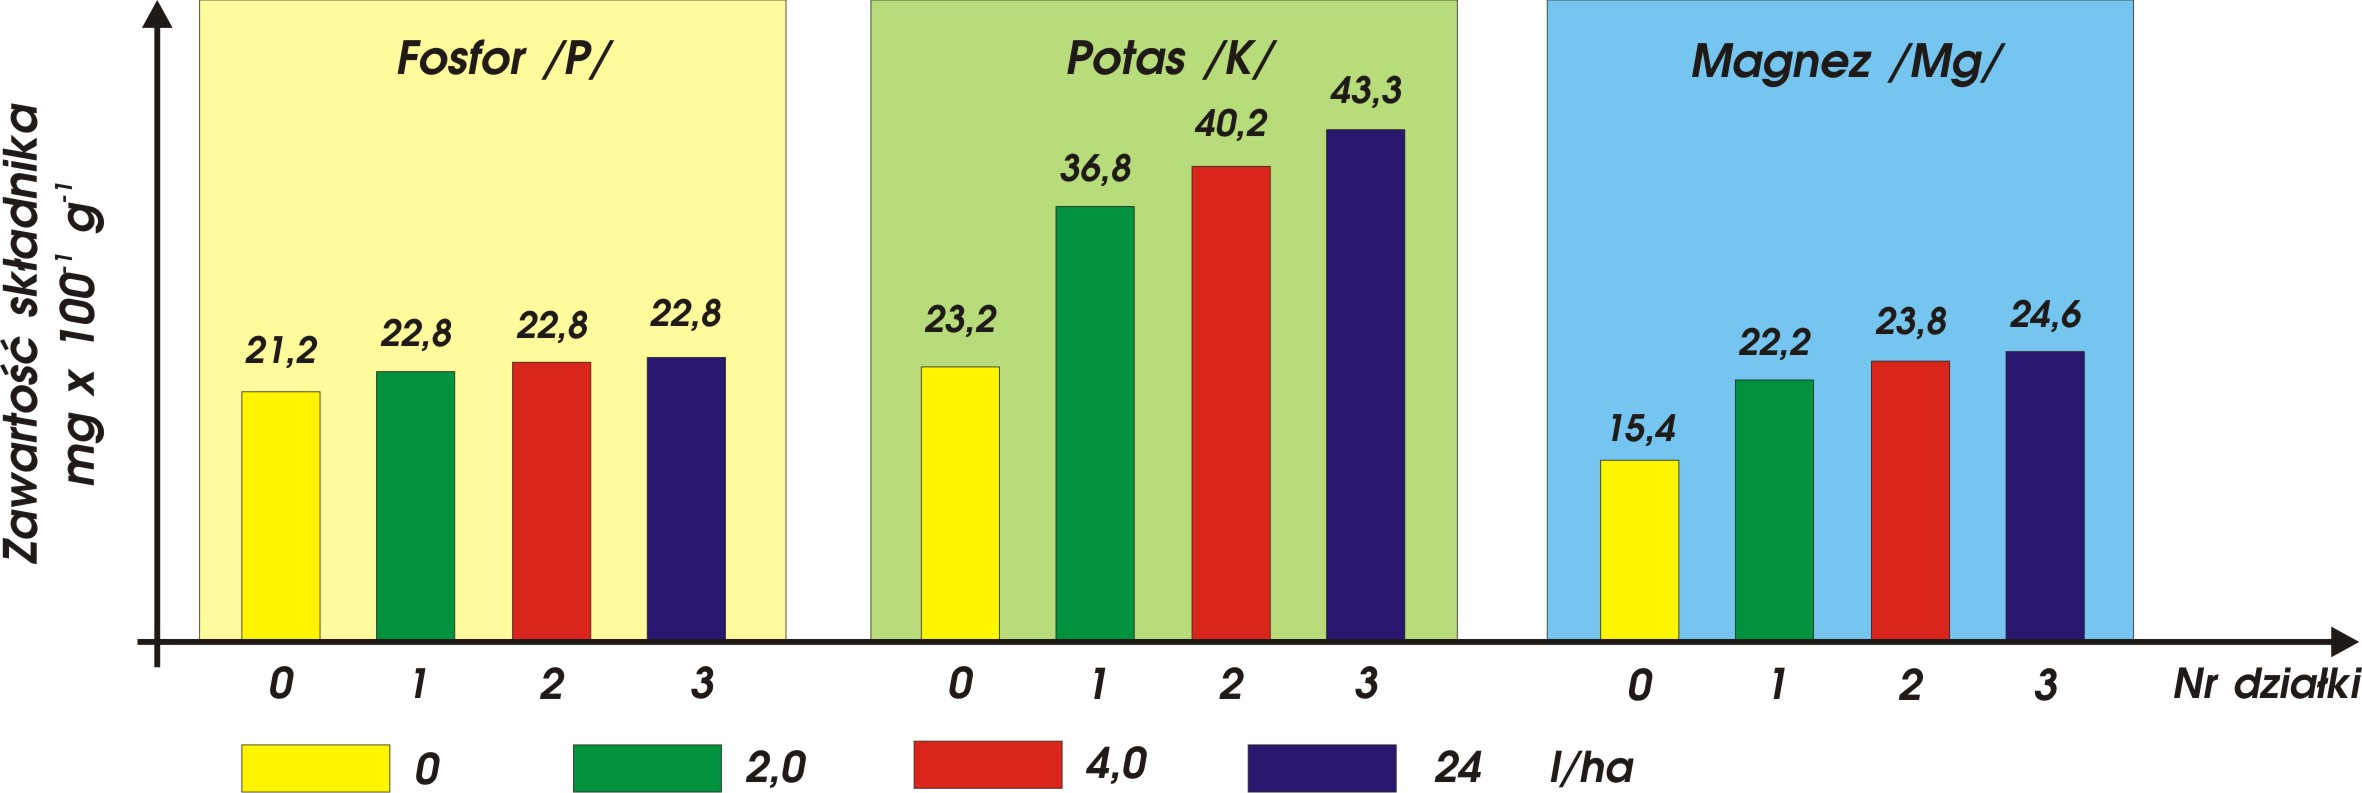 Zawartość składnika
mg x 100⁻¹ g⁻¹
Fosfor /P/
21,2
22,8
22,8
22,8
0 1 2 3
Potas /K/
23,2
36,8
40,2
43,3
0 1 2 3
Magnez /Mg/
15,4
22,2
23,8
24,6
0 1 2 3
Nr działki
0 2,0 4,0 24 l/ha